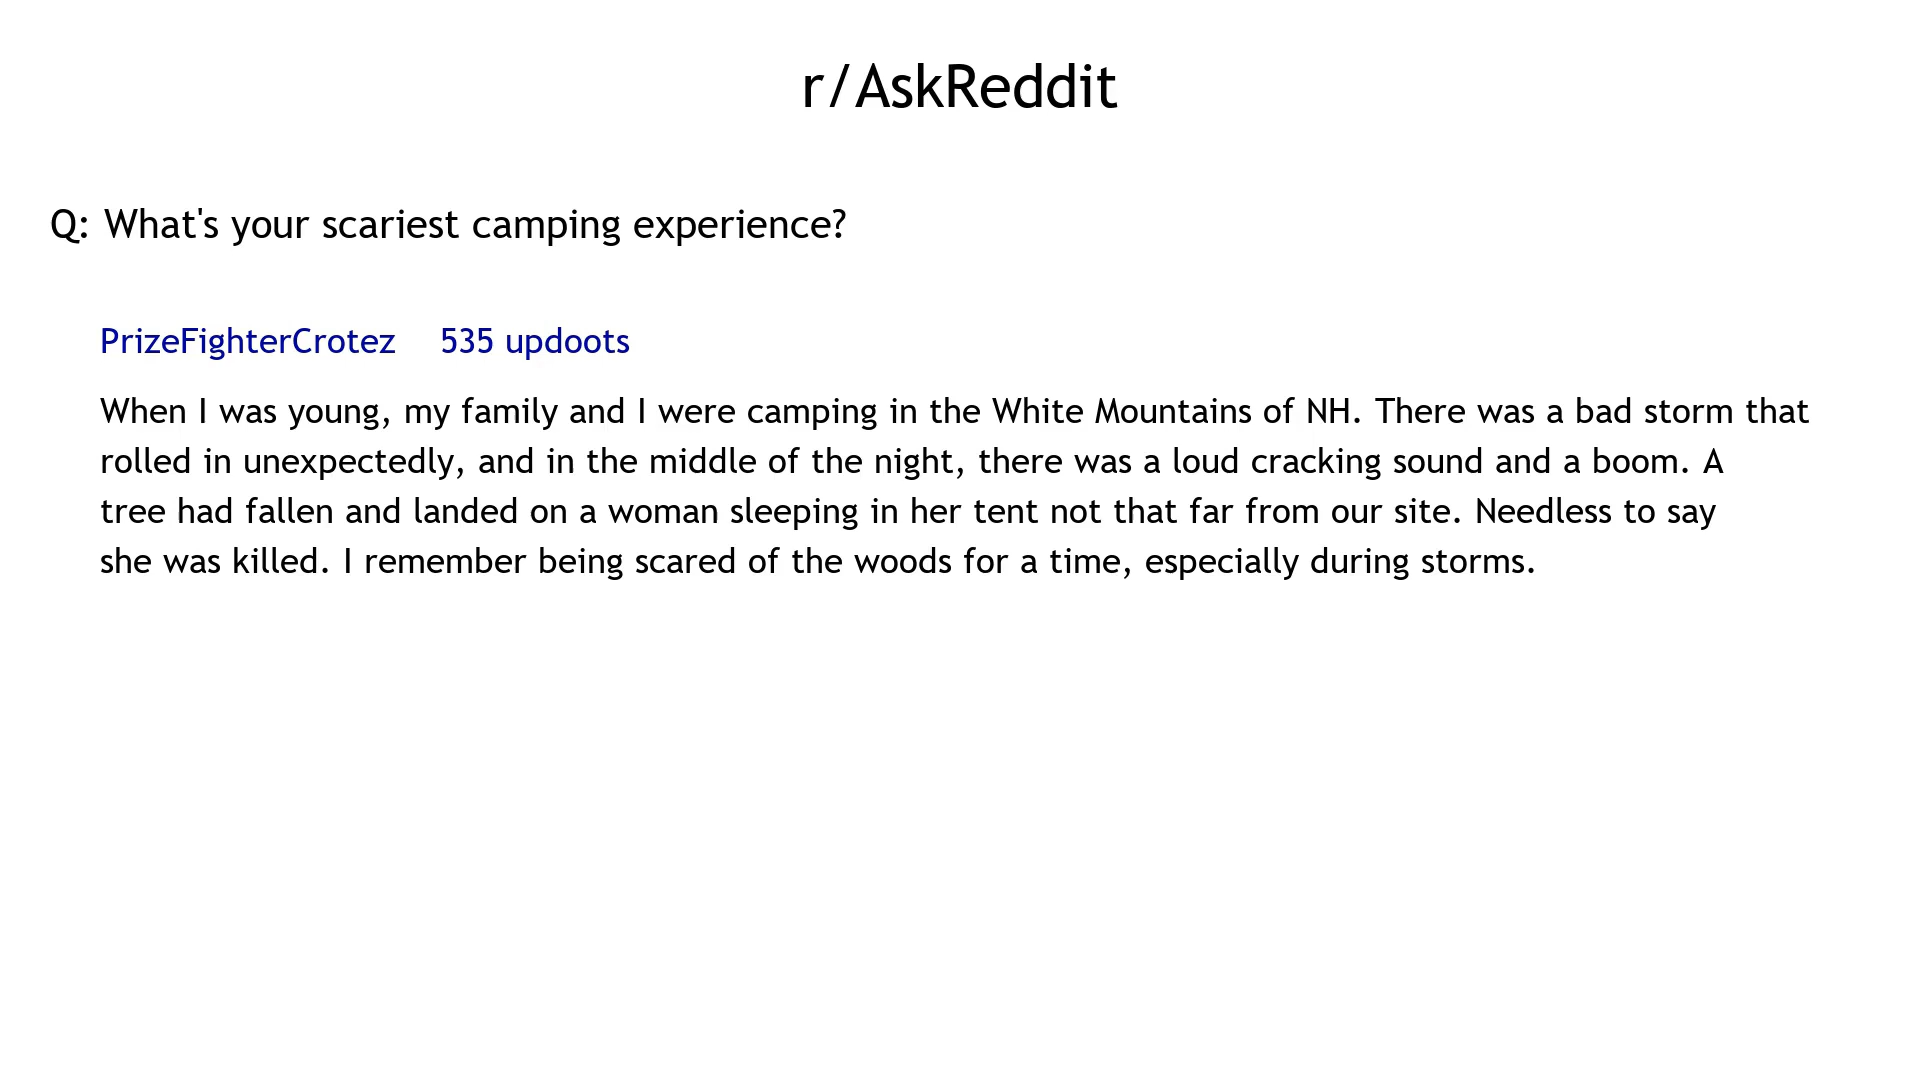 r/AskReddit
Q: What's your scariest camping experience?
PrizeFighterCrotez 535 updoots
When I was young, my family and I were camping in the White Mountains of NH. There was a bad storm that
rolled in unexpectedly, and in the middle of the night, there was a loud cracking sound and a boom. A
tree had fallen and landed on a woman sleeping in her tent not that far from our site. Needless to say
she was killed. I remember being scared of the woods for a time, especially during storms.